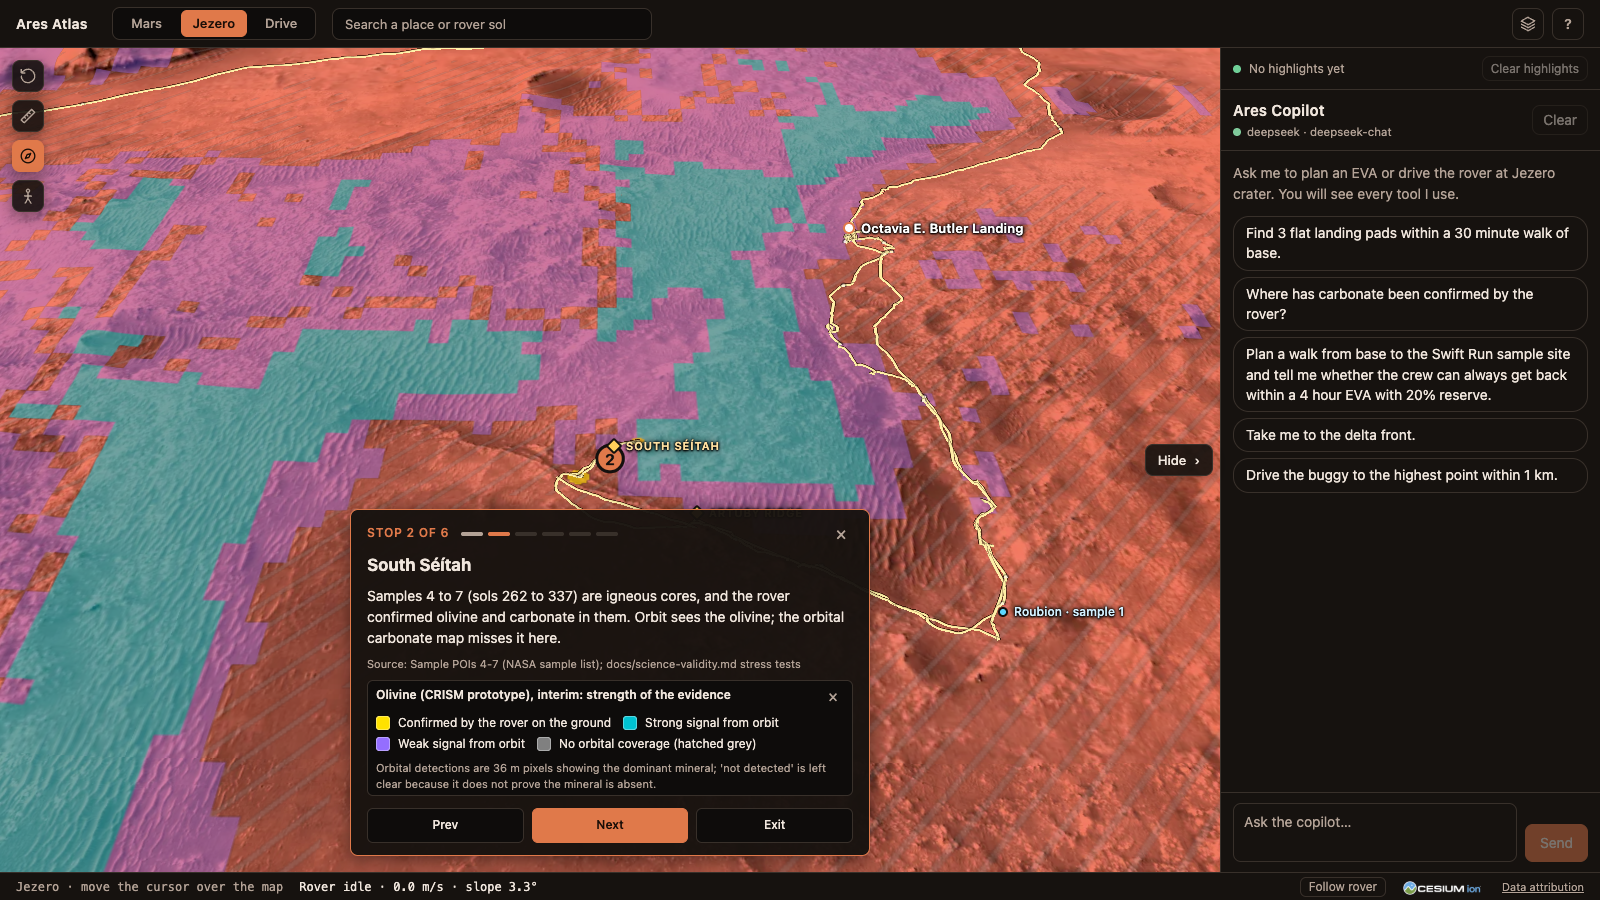 Ares Atlas
Mars
Jezero
Drive
Search a place or rover sol
?
No highlights yet
Clear highlights
Ares Copilot
Clear
deepseek · deepseek-chat
Ask me to plan an EVA or drive the rover at Jezero
crater. You will see every tool I use.
Find 3 flat landing pads within a 30 minute walk of
base.
Where has carbonate been confirmed by the
rover?
Plan a walk from base to the Swift Run sample site
and tell me whether the crew can always get back
within a 4 hour EVA with 20% reserve.
Take me to the delta front.
Drive the buggy to the highest point within 1 km.
Octavia E. Butler Landing
SOUTH SÉÍTAH
2
Hide ›
Roubion · sample 1
STOP 2 OF 6
×
South Séítah
Samples 4 to 7 (sols 262 to 337) are igneous cores, and the rover
confirmed olivine and carbonate in them. Orbit sees the olivine; the orbital
carbonate map misses it here.
Source: Sample POIs 4-7 (NASA sample list); docs/science-validity.md stress tests
Olivine (CRISM prototype), interim: strength of the evidence
×
Confirmed by the rover on the ground
Strong signal from orbit
Weak signal from orbit
No orbital coverage (hatched grey)
Orbital detections are 36 m pixels showing the dominant mineral; 'not detected' is left
clear because it does not prove the mineral is absent.
Prev
Next
Exit
Ask the copilot...
Send
Jezero · move the cursor over the map
Rover idle · 0.0 m/s · slope 3.3°
Follow rover
CESIUM ion
Data attribution